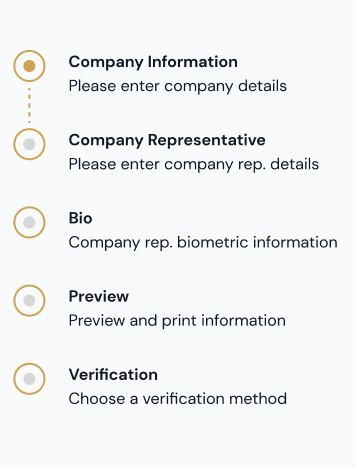 Company Information
Please enter company details
Company Representative
Please enter company rep. details
Bio
Company rep. biometric information
Preview
Preview and print information
Verification
Choose a verification method